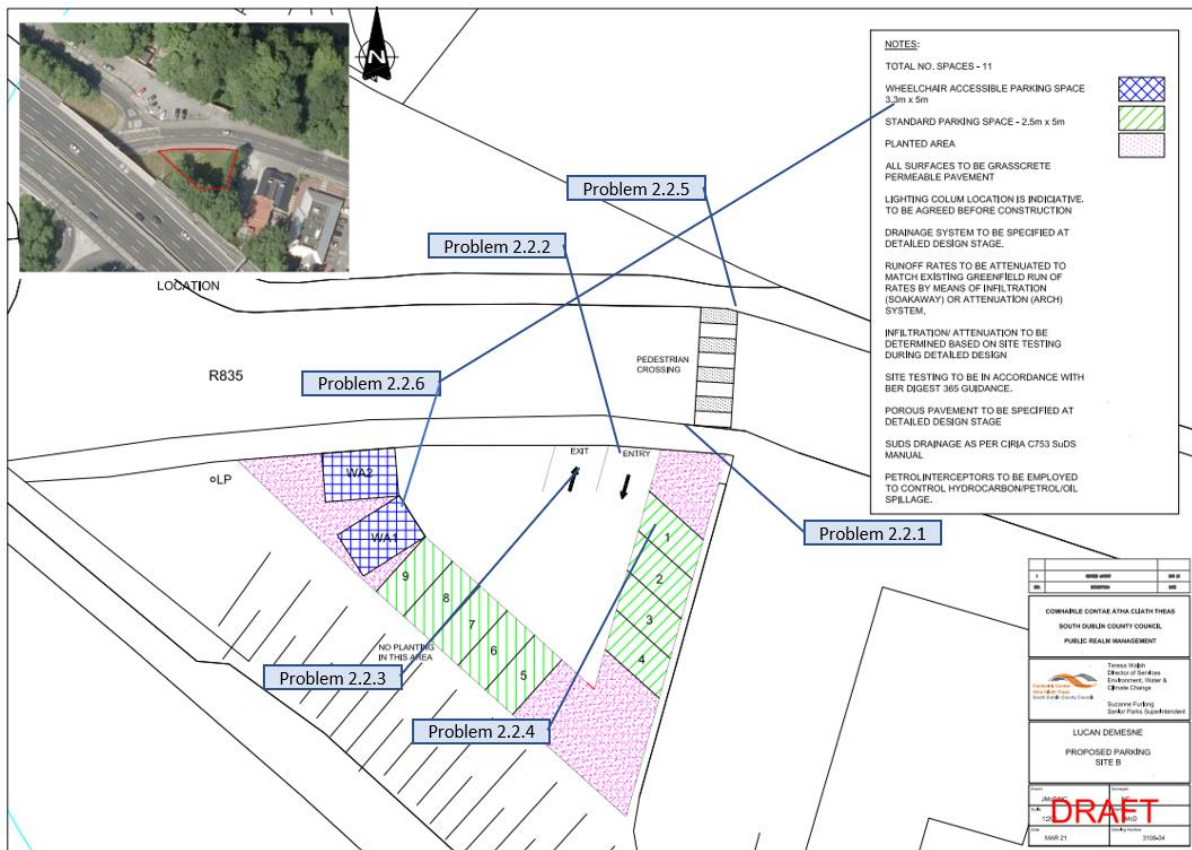 N
NOTES:
TOTAL NO. SPACES - 11
WHEELCHAIR ACCESSIBLE PARKING SPACE
3.3m x 5m
STANDARD PARKING SPACE - 2.5m x 5m
PLANTED AREA
ALL SURFACES TO BE GRASSCRETE
PERMEABLE PAVEMENT
LIGHTING COLUM LOCATION IS INDICIATIVE.
TO BE AGREED BEFORE CONSTRUCTION
DRAINAGE SYSTEM TO BE SPECIFIED AT
DETAILED DESIGN STAGE.
RUNOFF RATES TO BE ATTENUATED TO
MATCH EXISTING GREENFIELD RUN OF
RATES BY MEANS OF INFILTRATION
(SOAKAWAY) OR ATTENUATION (ARCH)
SYSTEM.
INFILTRATION/ ATTENUATION TO BE
DETERMINED BASED ON SITE TESTING
DURING DETAILED DESIGN
SITE TESTING TO BE IN ACCORDANCE WITH
BER DIGEST 365 GUIDANCE.
POROUS PAVEMENT TO BE SPECIFIED AT
DETAILED DESIGN STAGE
SUDS DRAINAGE AS PER CIRIA C753 SuDS
MANUAL
PETROL INTERCEPTORS TO BE EMPLOYED
TO CONTROL HYDROCARBON/PETROL/OIL
SPILLAGE.
Problem 2.2.5
Problem 2.2.2
LOCATION
PEDESTRIAN
CROSSING
R835
Problem 2.2.6
EXIT
ENTRY
LP
WA2
WA1
Problem 2.2.1
1
2
3
4
9
8
7
6
5
NO PLANTING
IN THIS AREA
Problem 2.2.3
Problem 2.2.4
COMHAIRLE CONTAE ÁTHA CLIATH THEAS
SOUTH DUBLIN COUNTY COUNCIL
PUBLIC REALM MANAGEMENT
Teresa Walsh
Director of Services
Environment, Water &
Climate Change
Suzanne Furlong
Senior Parks Superintendent
South Dublin County Council
LUCAN DEMESNE
PROPOSED PARKING
SITE B
DRAFT
MAR 21
3198-04